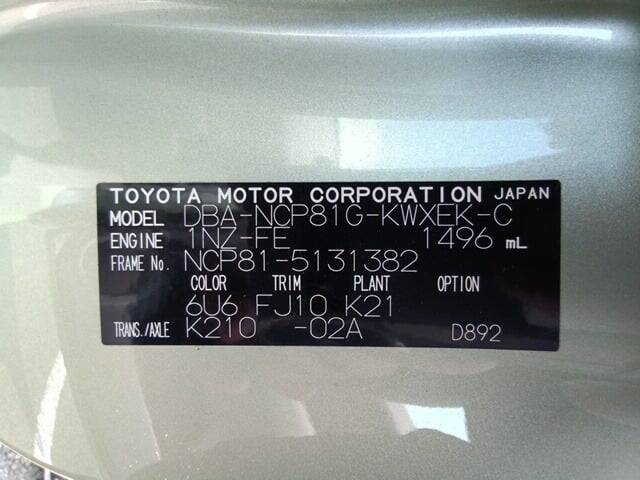 TOYOTA MOTOR CORPORATION JAPAN
MODEL DBA-NCP81G-KWXEK-C
ENGINE 1NZ-FE 1496 mL
FRAME No. NCP81-5131382
COLOR TRIM PLANT OPTION
6U6 FJ10 K21
TRANS./AXLE K210 -02A D892